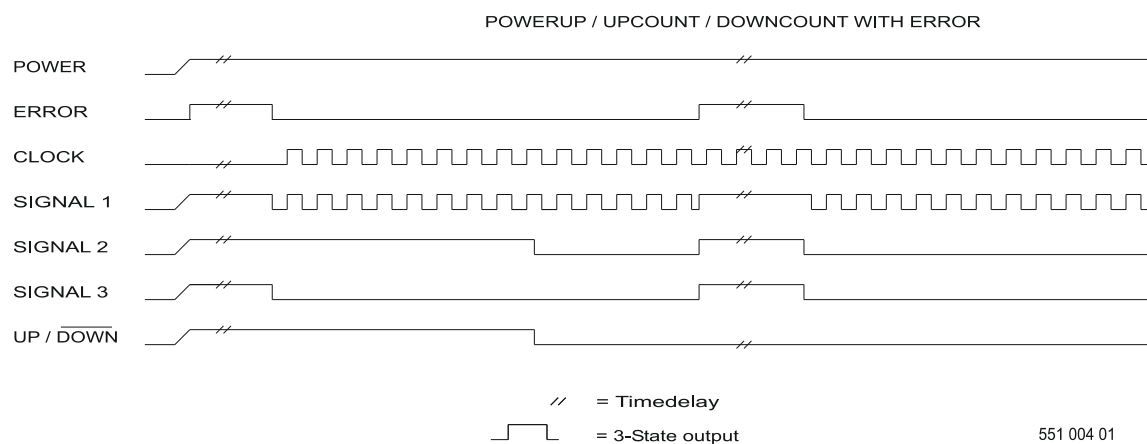 POWERUP / UPCOUNT / DOWNCOUNT WITH ERROR
POWER
ERROR
CLOCK
SIGNAL 1
SIGNAL 2
SIGNAL 3
UP / DOWN
// = Timedelay
= 3-State output
551 004 01